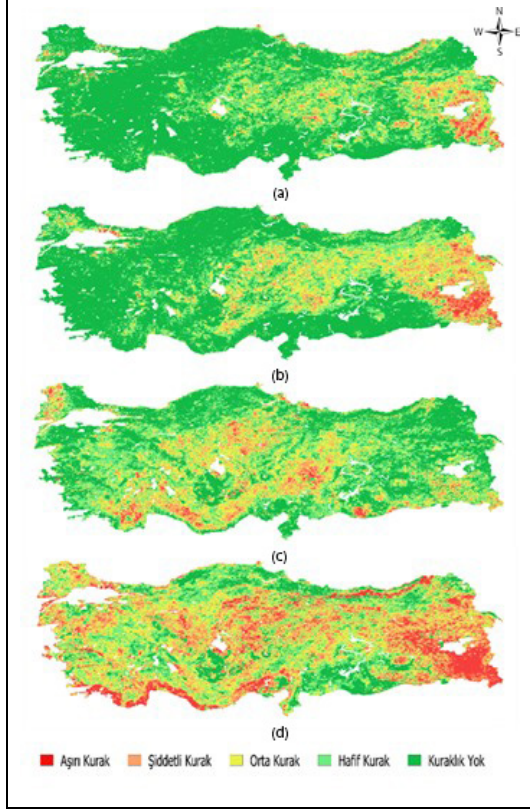 N
W E
S
(a)
(b)
(c)
(d)
Aşırı Kurak Şiddetli Kurak Orta Kurak Hafif Kurak Kuraklık Yok